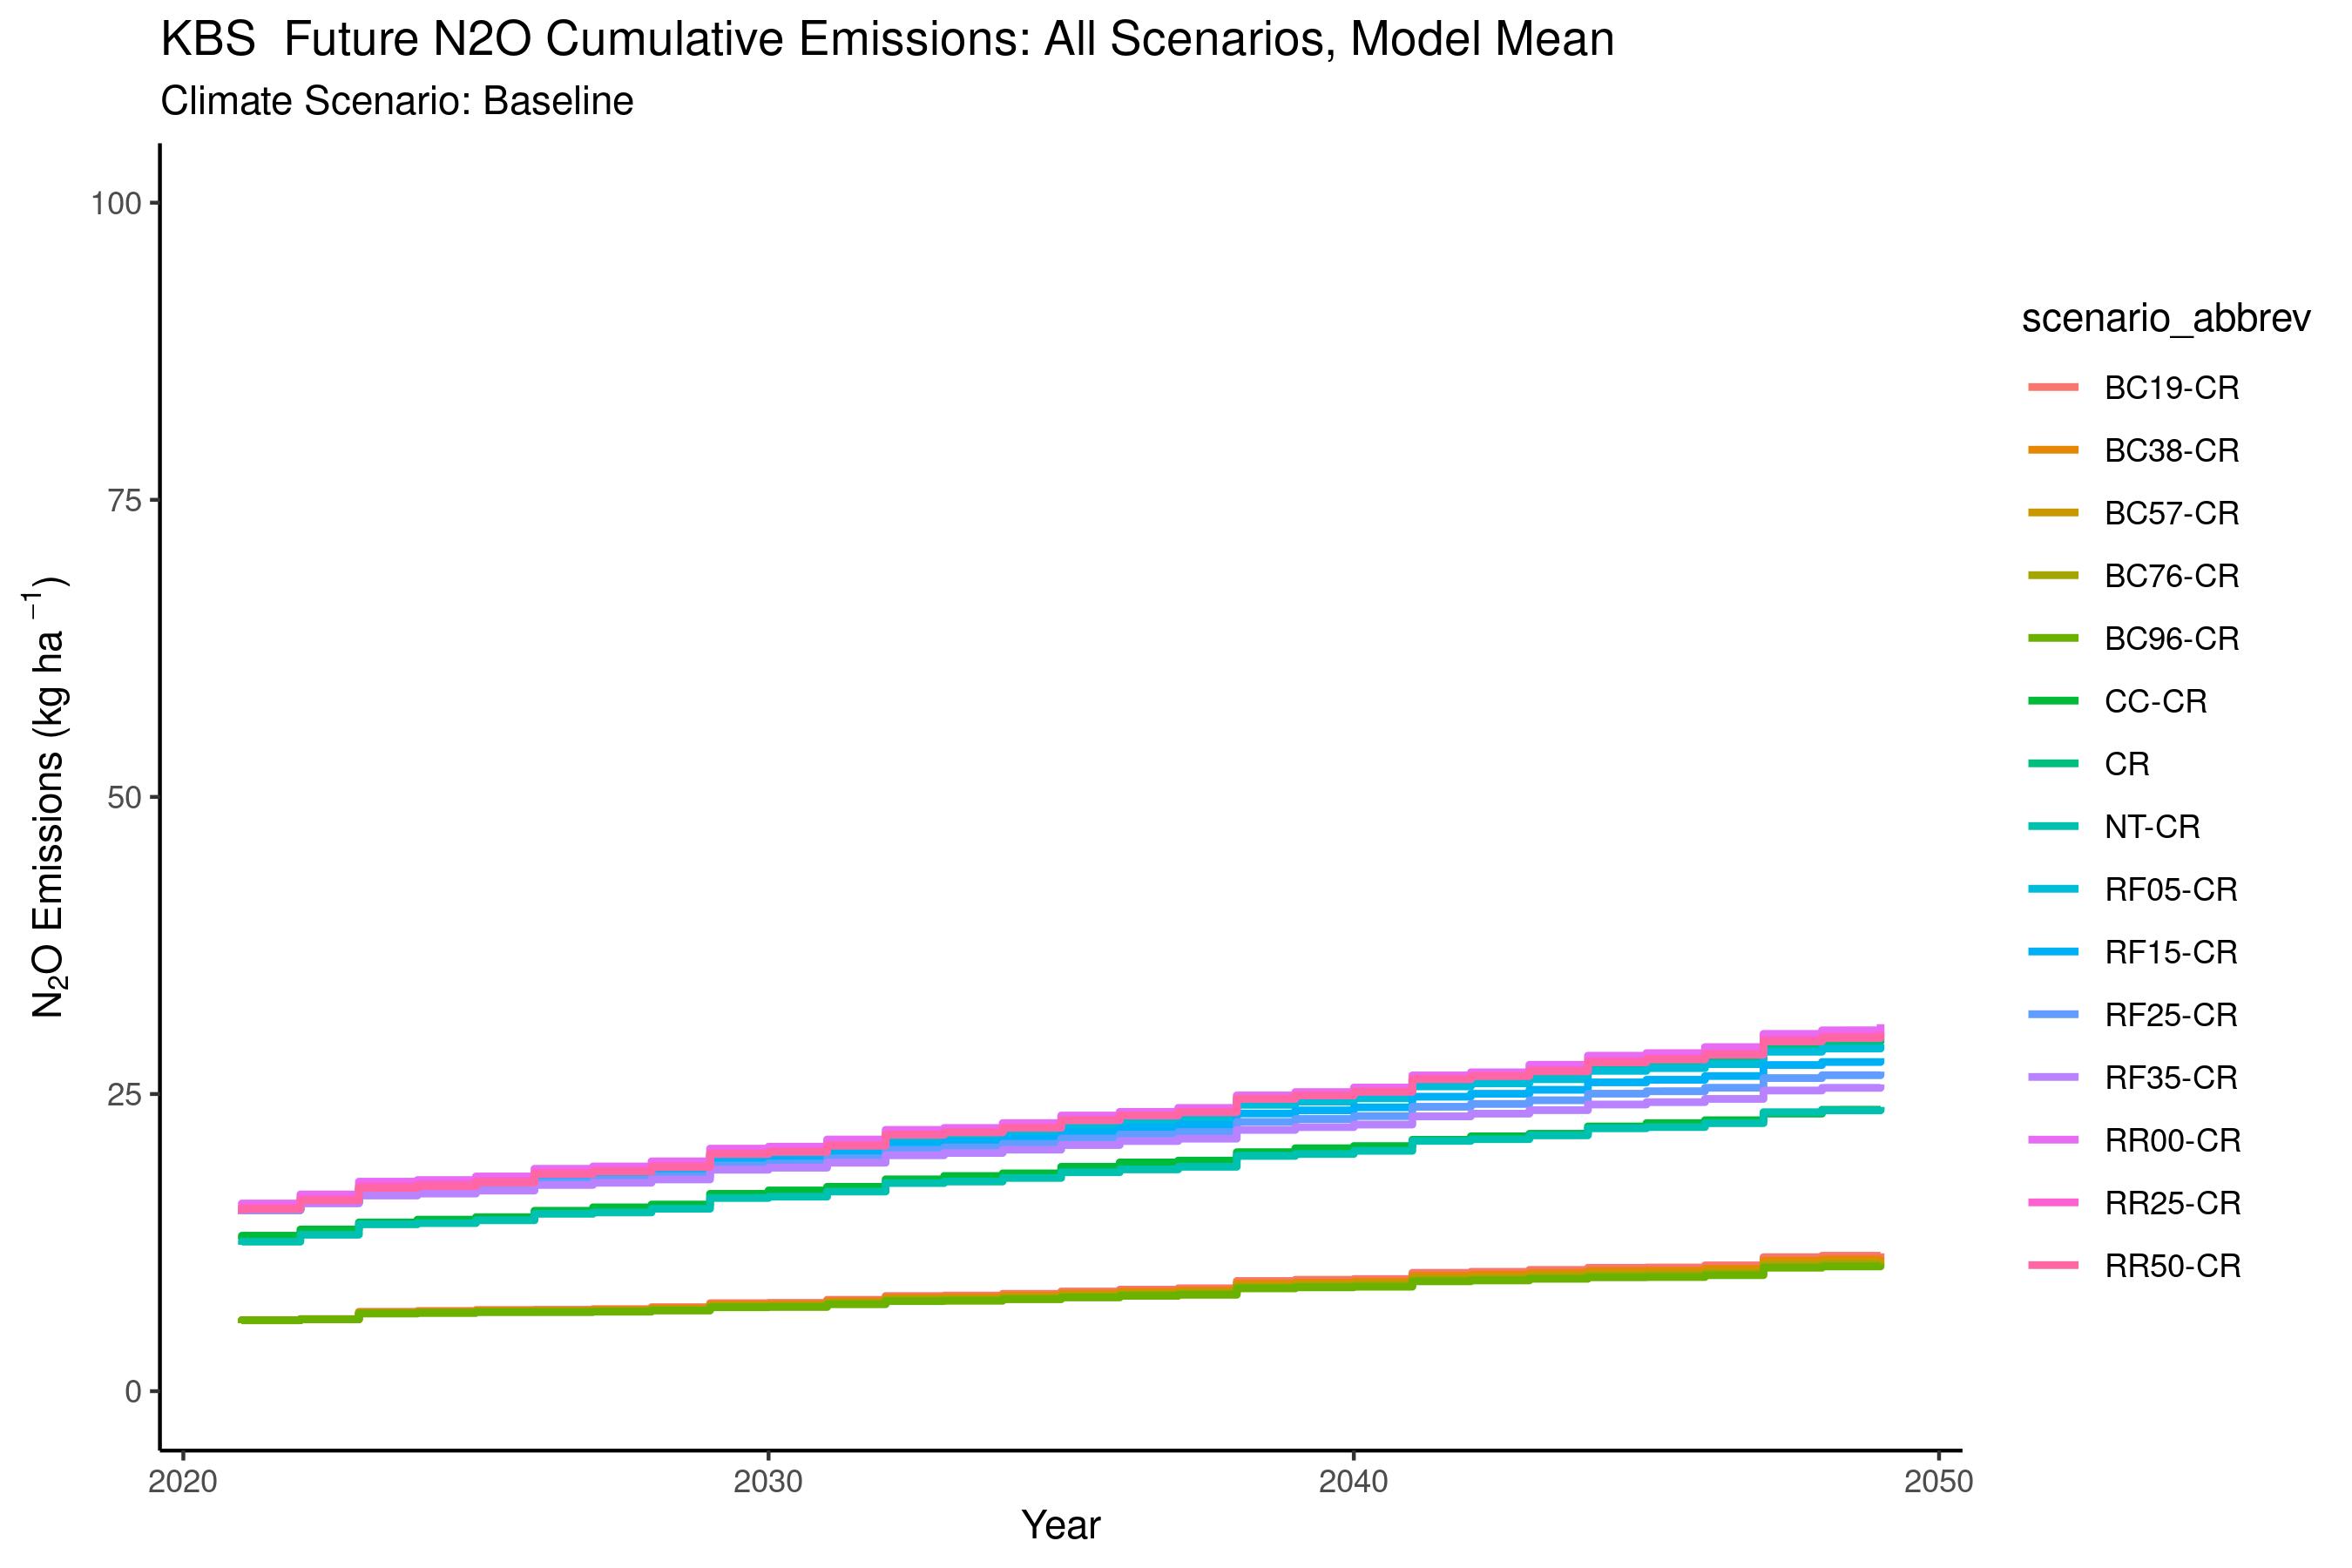 KBS  Future N2O Cumulative Emissions: All Scenarios, Model Mean
Climate Scenario: Baseline
100
75
50
25
0
N₂O Emissions (kg ha ⁻¹)
2020
2030
2040
2050
Year
scenario_abbrev
BC19-CR
BC38-CR
BC57-CR
BC76-CR
BC96-CR
CC-CR
CR
NT-CR
RF05-CR
RF15-CR
RF25-CR
RF35-CR
RR00-CR
RR25-CR
RR50-CR